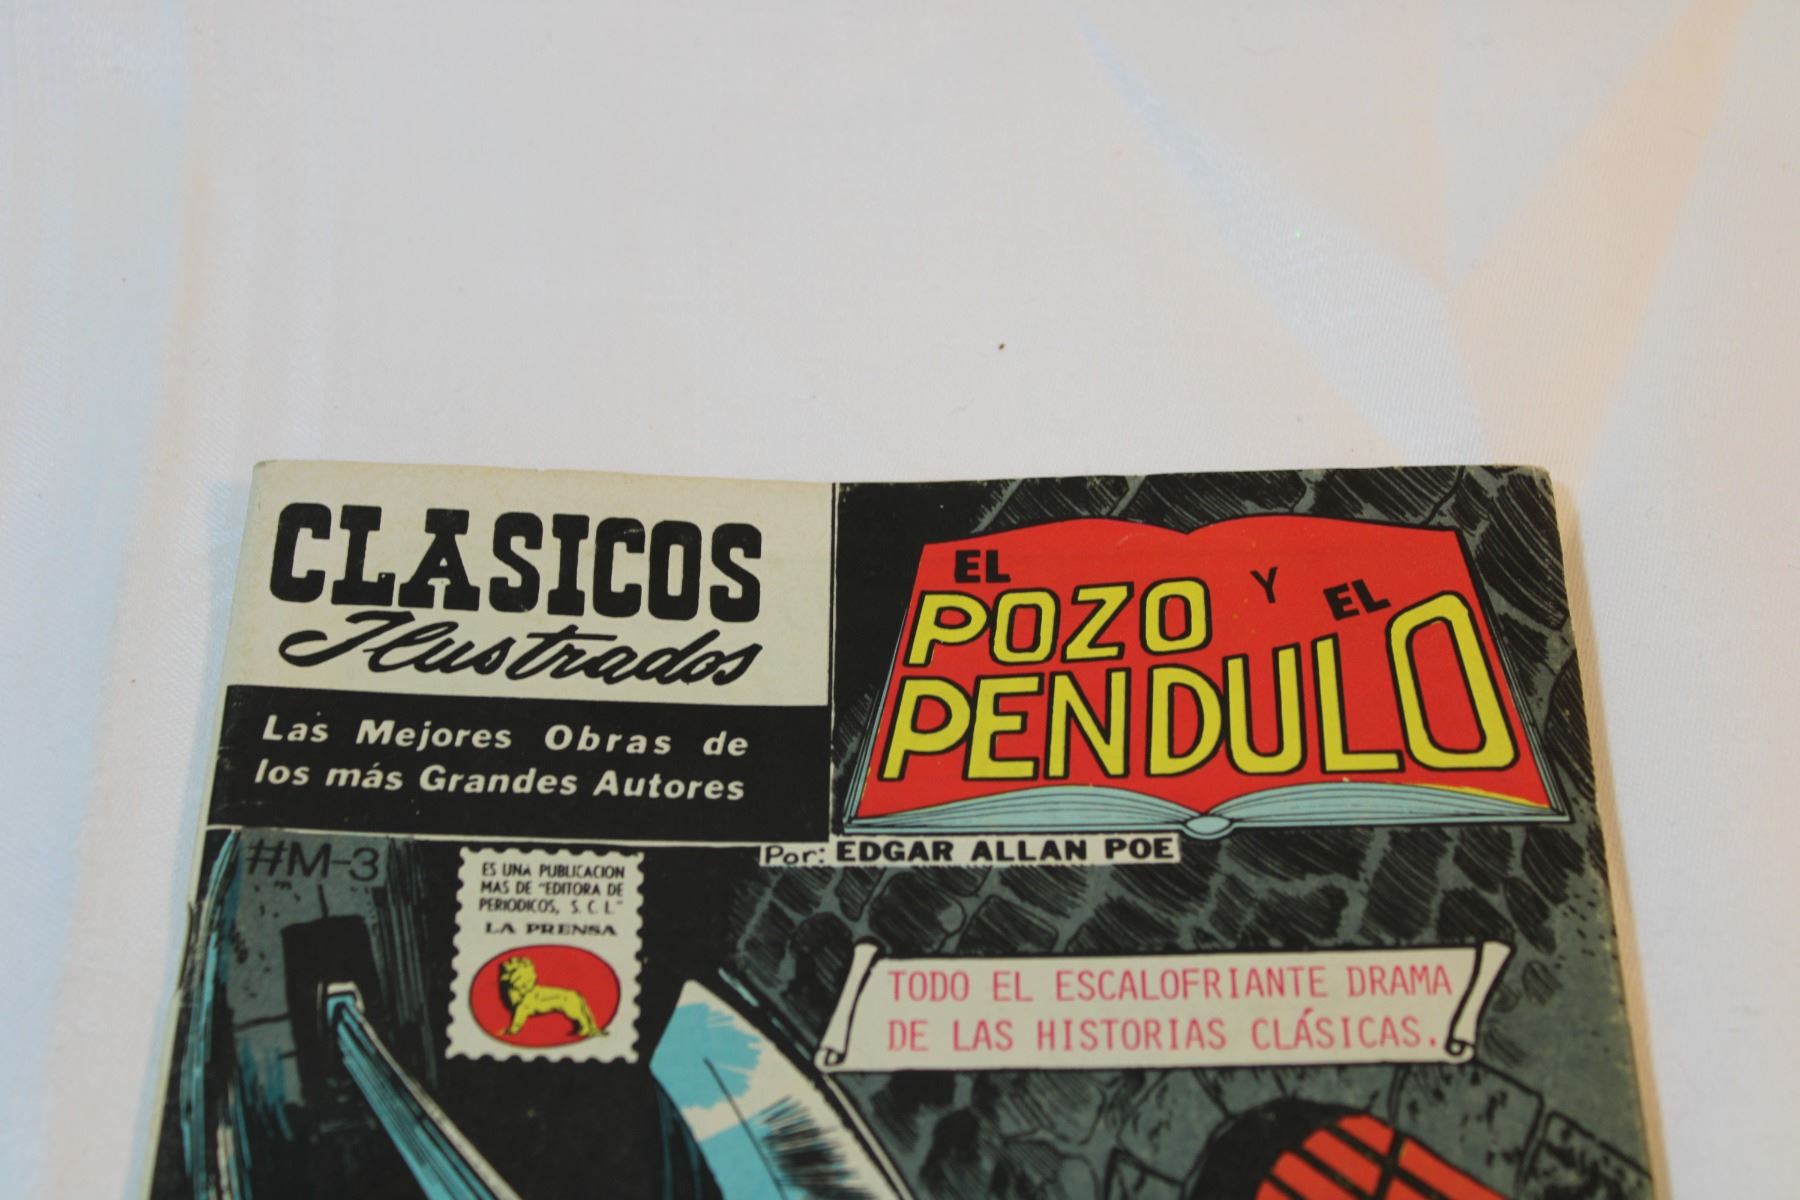 CLASICOS
Ilustrados
Las Mejores Obras de
los más Grandes Autores
EL
POZO Y EL
PENDULO
Por: EDGAR ALLAN POE
#M-3
ES UNA PUBLICACION
MAS DE "EDITORA DE
PERIODICOS, S. C. L."
LA PRENSA
TODO EL ESCALOFRIANTE DRAMA
DE LAS HISTORIAS CLÁSICAS.